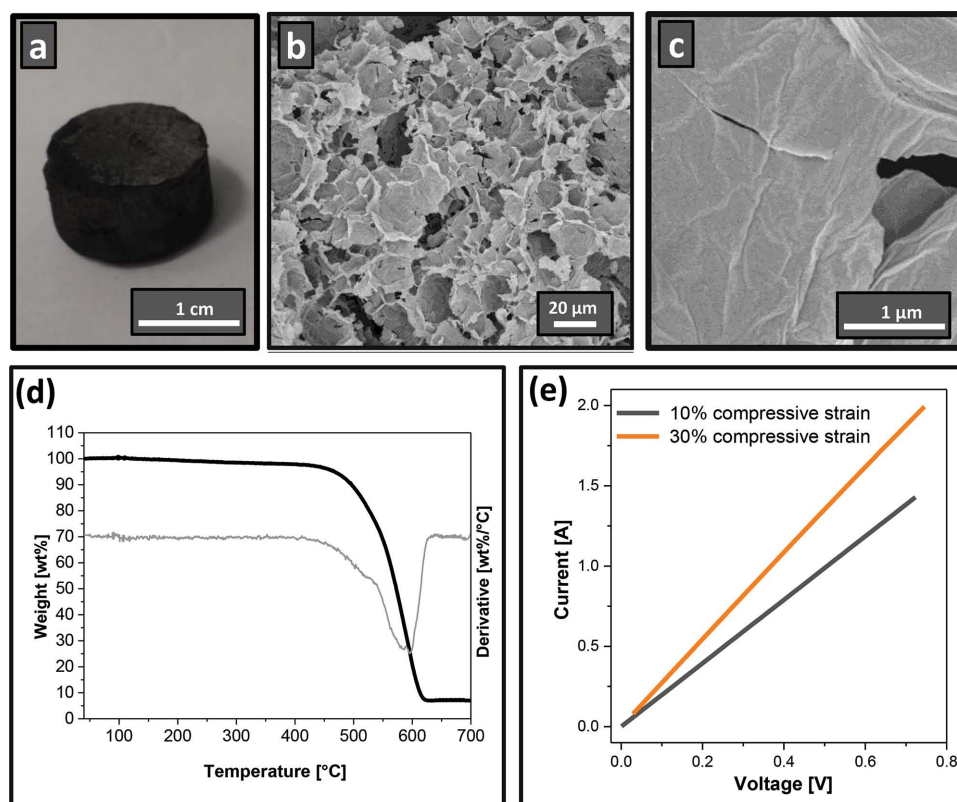 a
1 cm
b
20 µm
c
1 µm
(d)
110
100
90
80
70
60
50
40
30
20
10
0
Weight [wt%]
Derivative [wt%/°C]
100 200 300 400 500 600 700
Temperature [°C]
(e)
10% compressive strain
30% compressive strain
2.0
1.5
1.0
0.5
0.0
Current [A]
0.0 0.2 0.4 0.6 0.8
Voltage [V]